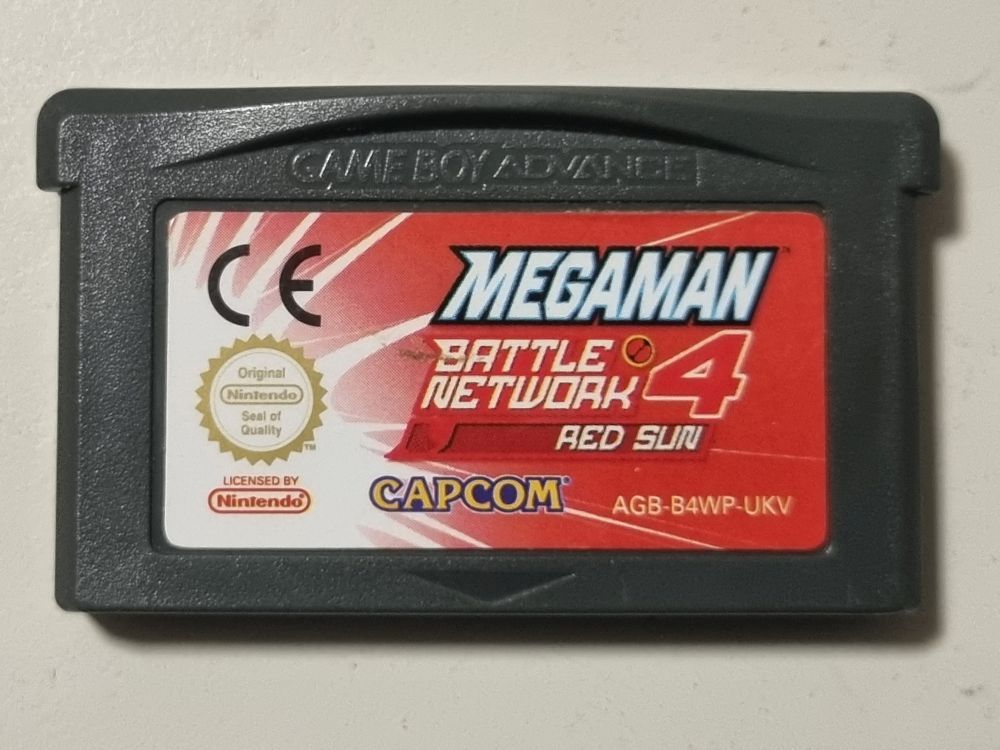 GAME BOY ADVANCE
CE
MEGAMAN™
BATTLE
NETWORK 4
RED SUN
Original
Nintendo
Seal of
Quality
TM
LICENSED BY
Nintendo®
CAPCOM®
AGB-B4WP-UKV